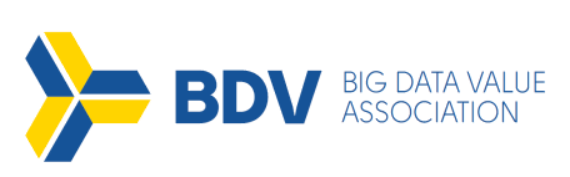 BDV
BIG DATA VALUE
ASSOCIATION